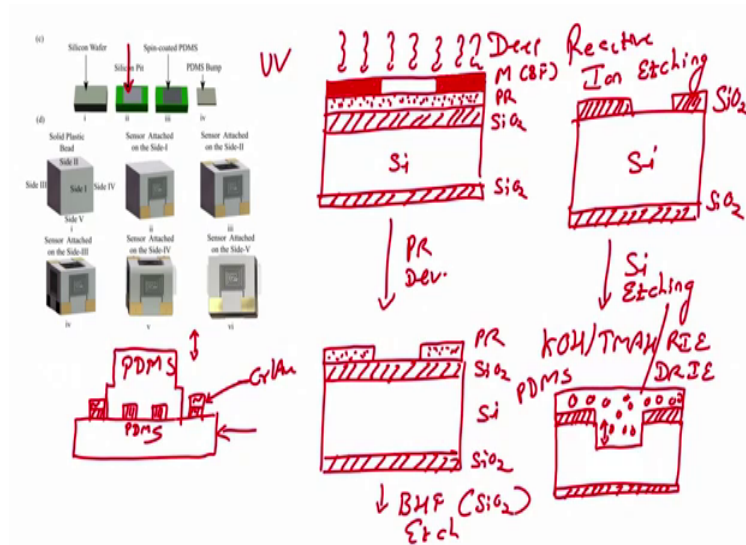 (c)
Silicon Wafer
Silicon Pit
Spin-coated PDMS
PDMS Bump
i
ii
iii
iv
(d)
Solid Plastic
Bead
Side II
Side III
Side I
Side IV
Side V
i
Sensor Attached
on the Side-I
ii
Sensor Attached
on the Side-II
iii
Sensor Attached
on the Side-III
iv
Sensor Attached
on the Side-IV
v
Sensor Attached
on the Side-V
vi
PDMS
PDMS
Cr/Au
UV
M (BF)
PR
SiO2
Si
SiO2
PR
Dev.
PR
SiO2
Si
SiO2
BHF (SiO2)
Etch
Deep Reactive
Ion Etching
SiO2
Si
SiO2
Si
Etching
KOH/TMAH/RIE
DRIE
PDMS